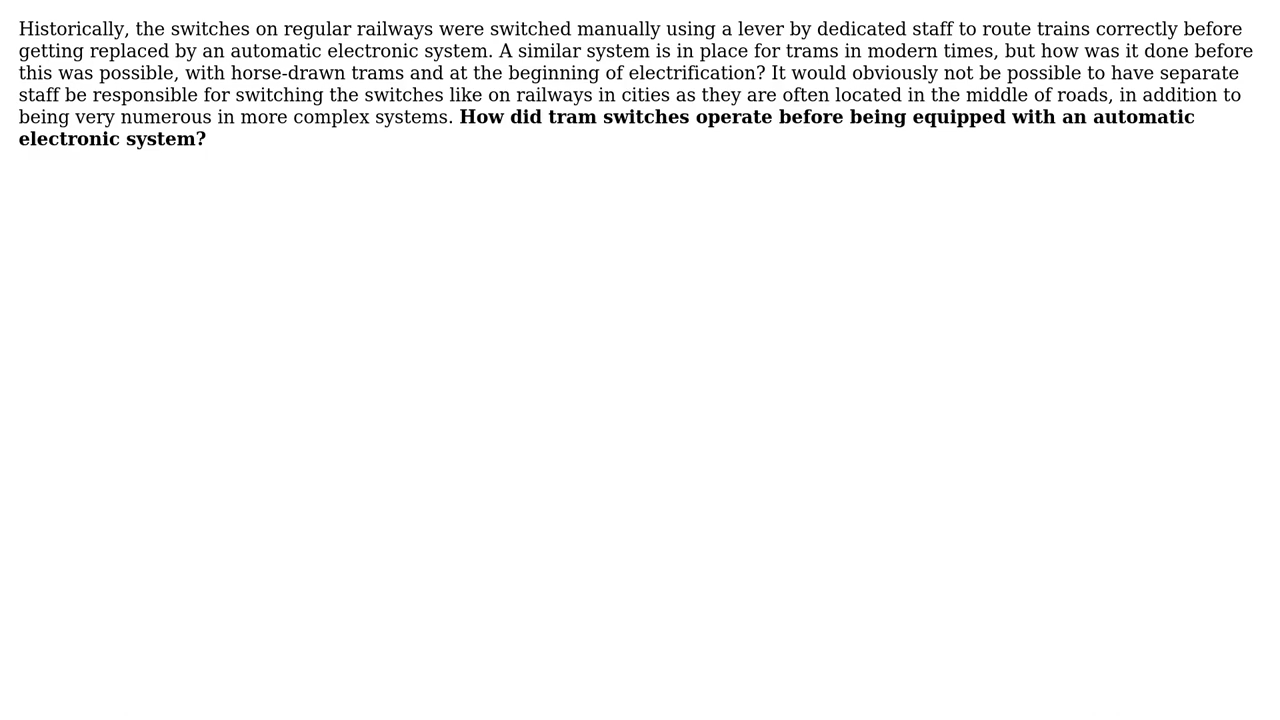 Historically, the switches on regular railways were switched manually using a lever by dedicated staff to route trains correctly before
getting replaced by an automatic electronic system. A similar system is in place for trams in modern times, but how was it done before
this was possible, with horse-drawn trams and at the beginning of electrification? It would obviously not be possible to have separate
staff be responsible for switching the switches like on railways in cities as they are often located in the middle of roads, in addition to
being very numerous in more complex systems. How did tram switches operate before being equipped with an automatic
electronic system?